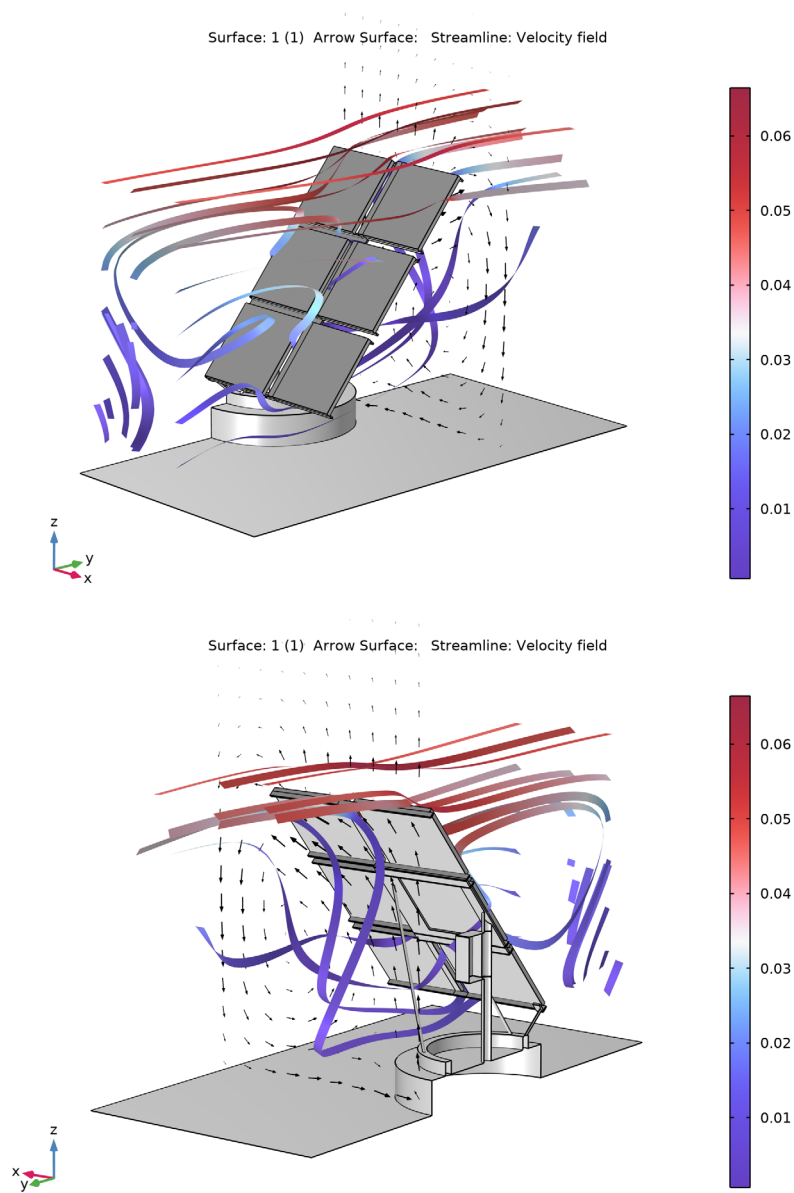 Surface: 1 (1)  Arrow Surface:   Streamline: Velocity field
0.06
0.05
0.04
0.03
0.02
0.01
z
y
x
Surface: 1 (1)  Arrow Surface:   Streamline: Velocity field
0.06
0.05
0.04
0.03
0.02
0.01
z
x
y